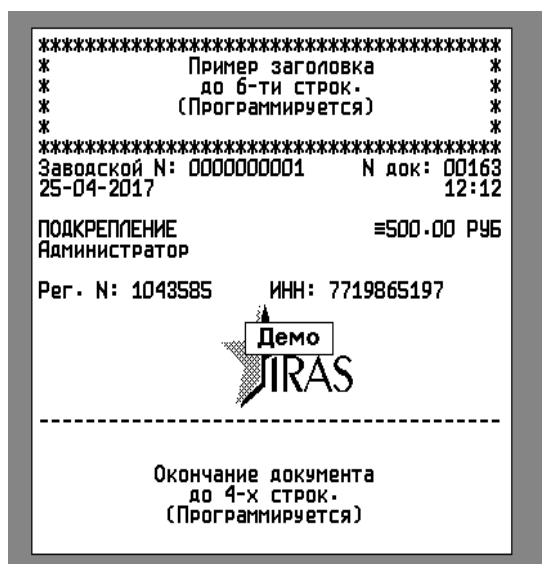 ****************************************
* Пример заголовка *
* до 6-ти строк. *
* (Программируется) *
* *
****************************************
Заводской N: 0000000001 N док: 00163
25-04-2017 12:12
ПОДКРЕПЛЕНИЕ ≡500.00 РУБ
Администратор
Рег. N: 1043585 ИНН: 7719865197
Демо
IRAS
----------------------------------------
Окончание документа
до 4-х строк.
(Программируется)